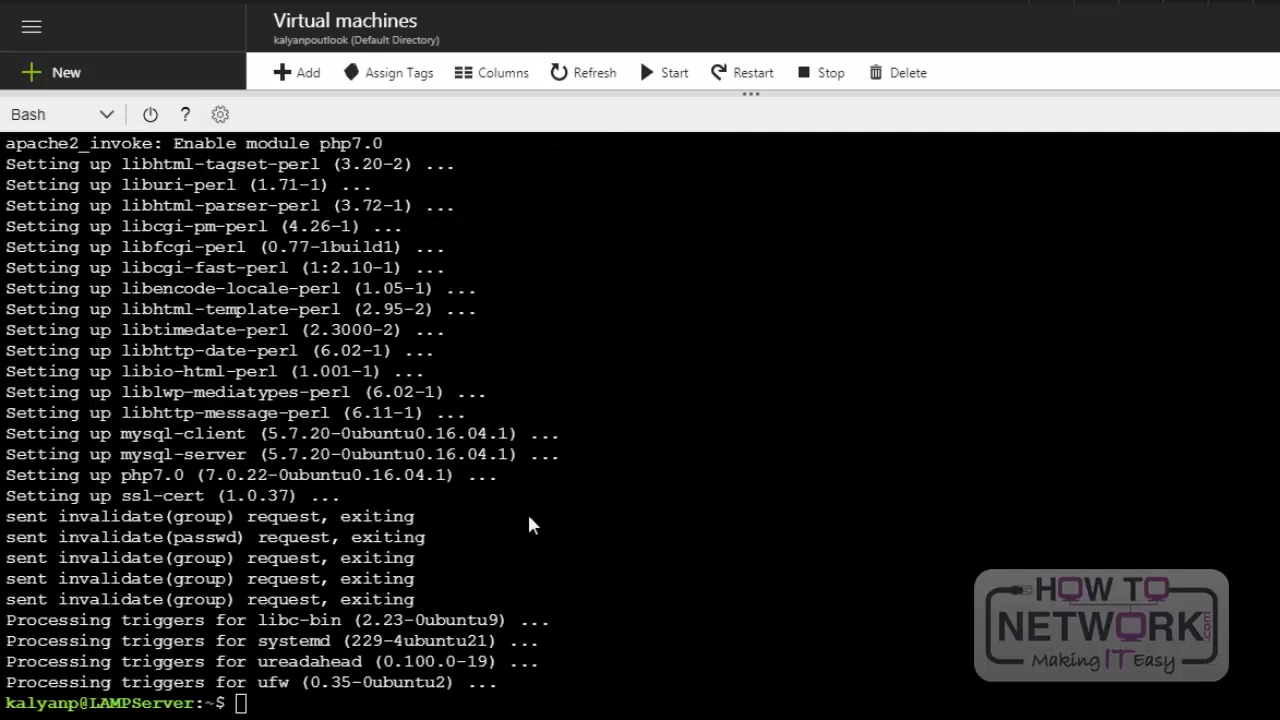 Virtual machines
kalyanpoutlook (Default Directory)
New
Add Assign Tags Columns Refresh Start Restart Stop Delete
Bash ?
apache2_invoke: Enable module php7.0
Setting up libhtml-tagset-perl (3.20-2) ...
Setting up liburi-perl (1.71-1) ...
Setting up libhtml-parser-perl (3.72-1) ...
Setting up libcgi-pm-perl (4.26-1) ...
Setting up libfcgi-perl (0.77-1build1) ...
Setting up libcgi-fast-perl (1:2.10-1) ...
Setting up libencode-locale-perl (1.05-1) ...
Setting up libhtml-template-perl (2.95-2) ...
Setting up libtimedate-perl (2.3000-2) ...
Setting up libhttp-date-perl (6.02-1) ...
Setting up libio-html-perl (1.001-1) ...
Setting up liblwp-mediatypes-perl (6.02-1) ...
Setting up libhttp-message-perl (6.11-1) ...
Setting up mysql-client (5.7.20-0ubuntu0.16.04.1) ...
Setting up mysql-server (5.7.20-0ubuntu0.16.04.1) ...
Setting up php7.0 (7.0.22-0ubuntu0.16.04.1) ...
Setting up ssl-cert (1.0.37) ...
sent invalidate(group) request, exiting
sent invalidate(passwd) request, exiting
sent invalidate(group) request, exiting
sent invalidate(group) request, exiting
sent invalidate(group) request, exiting
Processing triggers for libc-bin (2.23-0ubuntu9) ...
Processing triggers for systemd (229-4ubuntu21) ...
Processing triggers for ureadahead (0.100.0-19) ...
Processing triggers for ufw (0.35-0ubuntu2) ...
kalyanp@LAMPServer:~$
HOW TO
NETWORK.com
Making IT Easy